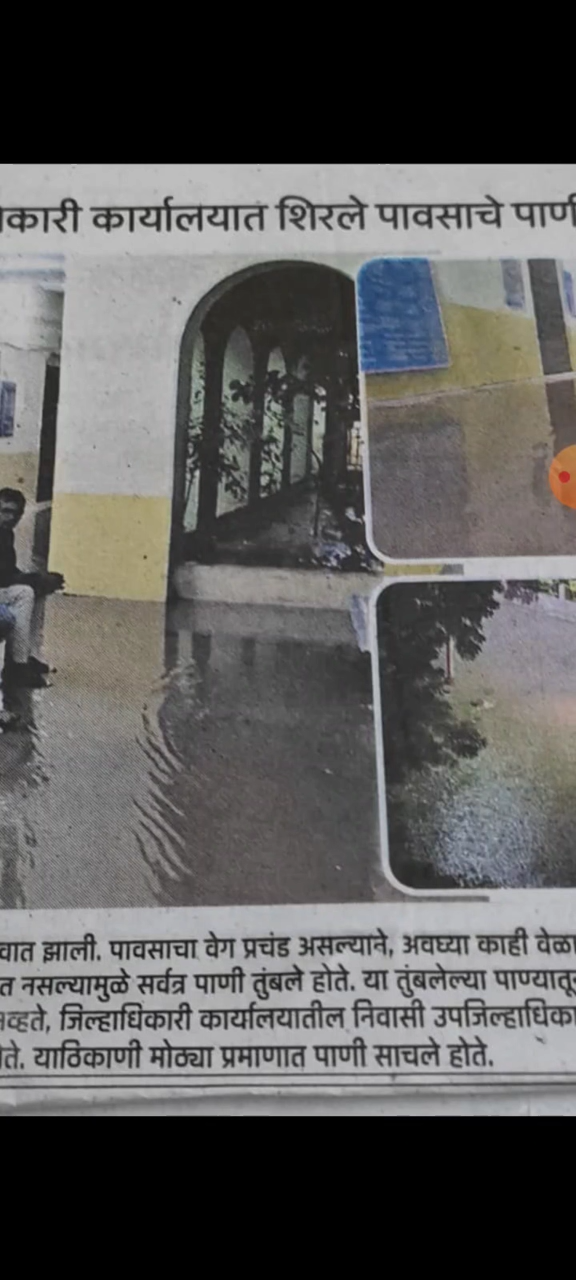 कारी कार्यालयात शिरले पावसाचे पाणी
वात झाली. पावसाचा वेग प्रचंड असल्याने, अवघ्या काही वेळा
त नसल्यामुळे सर्वत्र पाणी तुंबले होते. या तुंबलेल्या पाण्यातू
व्हते, जिल्हाधिकारी कार्यालयातील निवासी उपजिल्हाधिका
ते. याठिकाणी मोठ्या प्रमाणात पाणी साचले होते.